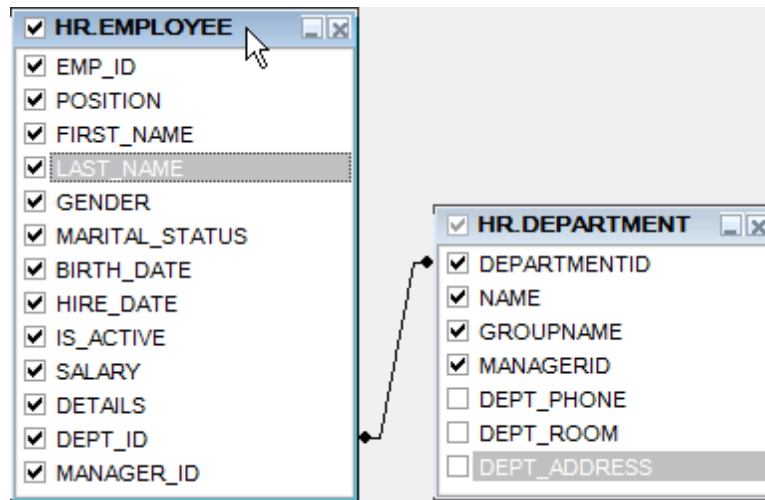 HR.EMPLOYEE
EMP_ID
POSITION
FIRST_NAME
LAST_NAME
GENDER
MARITAL_STATUS
BIRTH_DATE
HIRE_DATE
IS_ACTIVE
SALARY
DETAILS
DEPT_ID
MANAGER_ID
HR.DEPARTMENT
DEPARTMENTID
NAME
GROUPNAME
MANAGERID
DEPT_PHONE
DEPT_ROOM
DEPT_ADDRESS